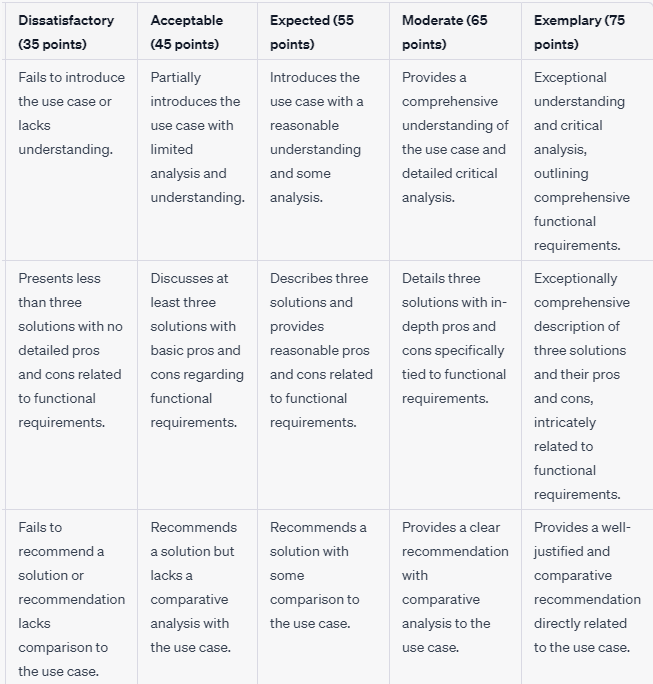 Dissatisfactory
(35 points)
Acceptable
(45 points)
Expected (55
points)
Moderate (65
points)
Exemplary (75
points)
Fails to introduce
the use case or
lacks
understanding.
Partially
introduces the
use case with
limited
analysis and
understanding.
Introduces the
use case with a
reasonable
understanding
and some
analysis.
Provides a
comprehensive
understanding of
the use case and
detailed critical
analysis.
Exceptional
understanding
and critical
analysis,
outlining
comprehensive
functional
requirements.
Presents less
than three
solutions with no
detailed pros
and cons related
to functional
requirements.
Discusses at
least three
solutions with
basic pros and
cons regarding
functional
requirements.
Describes three
solutions and
provides
reasonable pros
and cons related
to functional
requirements.
Details three
solutions with in-
depth pros and
cons specifically
tied to functional
requirements.
Exceptionally
comprehensive
description of
three solutions
and their pros
and cons,
intricately
related to
functional
requirements.
Fails to
recommend a
solution or
recommendation
lacks
comparison to
the use case.
Recommends
a solution but
lacks a
comparative
analysis with
the use case.
Recommends a
solution with
some
comparison to
the use case.
Provides a clear
recommendation
with
comparative
analysis to the
use case.
Provides a well-
justified and
comparative
recommendation
directly related
to the use case.